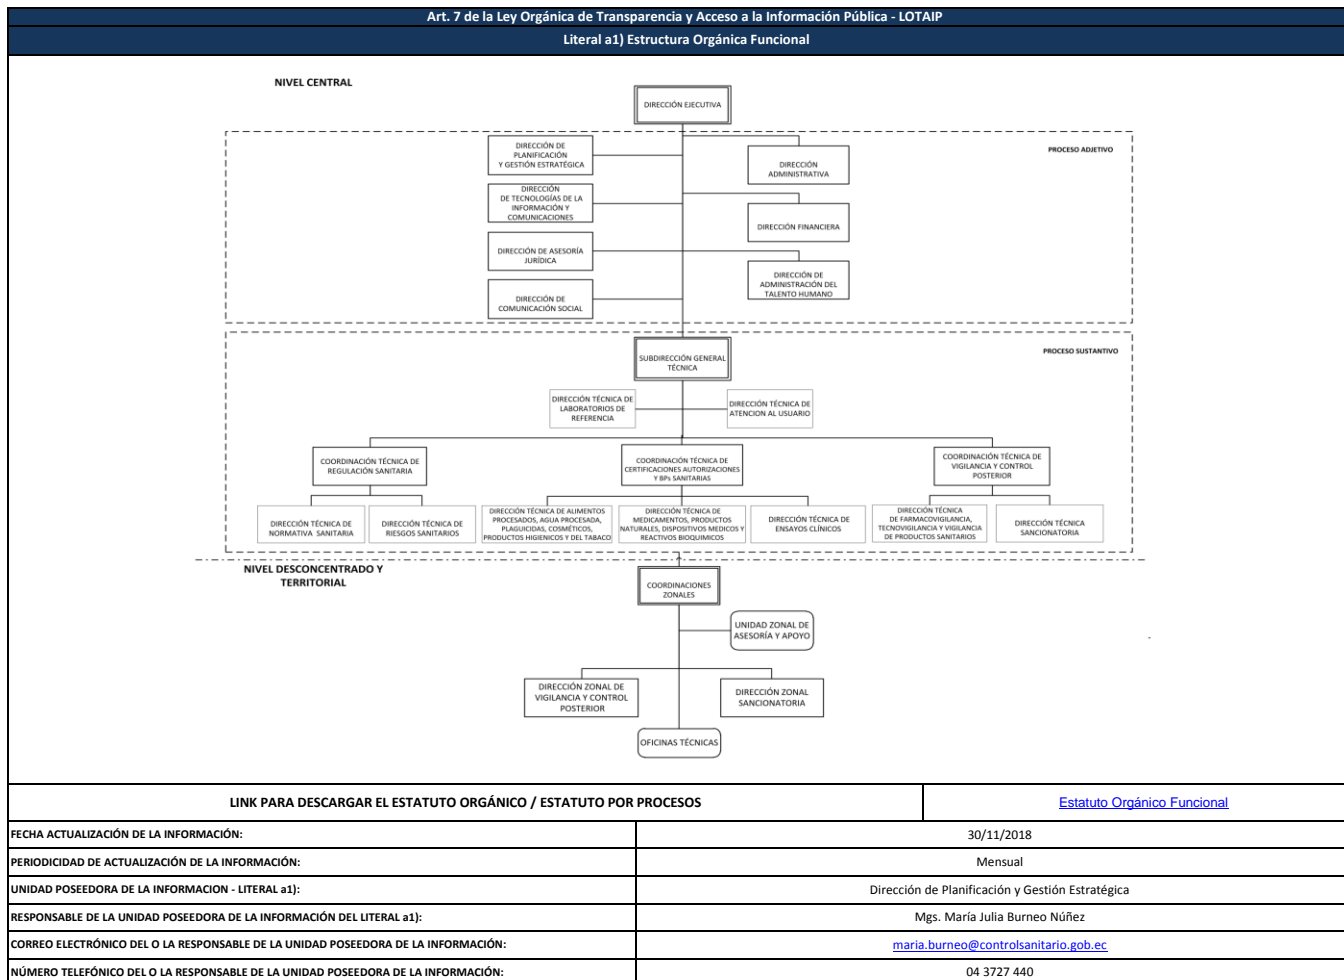 Art. 7 de la Ley Orgánica de Transparencia y Acceso a la Información Pública - LOTAIP
Literal a1) Estructura Orgánica Funcional
NIVEL CENTRAL
DIRECCIÓN EJECUTIVA
PROCESO ADJETIVO
DIRECCIÓN DE
PLANIFICACIÓN
Y GESTIÓN ESTRATÉGICA
DIRECCIÓN
ADMINISTRATIVA
DIRECCIÓN
DE TECNOLOGÍAS DE LA
INFORMACIÓN Y
COMUNICACIONES
DIRECCIÓN FINANCIERA
DIRECCIÓN DE ASESORÍA
JURÍDICA
DIRECCIÓN DE
ADMINISTRACIÓN DEL
TALENTO HUMANO
DIRECCIÓN DE
COMUNICACIÓN SOCIAL
PROCESO SUSTANTIVO
SUBDIRECCIÓN GENERAL
TÉCNICA
DIRECCIÓN TÉCNICA DE
LABORATORIOS DE
REFERENCIA
DIRECCIÓN TÉCNICA DE
ATENCION AL USUARIO
COORDINACIÓN TÉCNICA DE
REGULACIÓN SANITARIA
COORDINACIÓN TÉCNICA DE
CERTIFICACIONES AUTORIZACIONES
Y BPs SANITARIAS
COORDINACIÓN TÉCNICA DE
VIGILANCIA Y CONTROL
POSTERIOR
DIRECCIÓN TÉCNICA DE
NORMATIVA SANITARIA
DIRECCIÓN TÉCNICA DE
RIESGOS SANITARIOS
DIRECCIÓN TÉCNICA DE ALIMENTOS
PROCESADOS, AGUA PROCESADA,
PLAGUICIDAS, COSMÉTICOS,
PRODUCTOS HIGIENICOS Y DEL TABACO
DIRECCIÓN TÉCNICA DE
MEDICAMENTOS, PRODUCTOS
NATURALES, DISPOSITIVOS MEDICOS Y
REACTIVOS BIOQUIMICOS
DIRECCIÓN TÉCNICA DE
ENSAYOS CLÍNICOS
DIRECCIÓN TÉCNICA
DE FARMACOVIGILANCIA,
TECNOVIGILANCIA Y VIGILANCIA
DE PRODUCTOS SANITARIOS
DIRECCIÓN TÉCNICA
SANCIONATORIA
NIVEL DESCONCENTRADO Y
TERRITORIAL
COORDINACIONES
ZONALES
UNIDAD ZONAL DE
ASESORÍA Y APOYO
DIRECCIÓN ZONAL DE
VIGILANCIA Y CONTROL
POSTERIOR
DIRECCIÓN ZONAL
SANCIONATORIA
OFICINAS TÉCNICAS
LINK PARA DESCARGAR EL ESTATUTO ORGÁNICO / ESTATUTO POR PROCESOS
Estatuto Orgánico Funcional
FECHA ACTUALIZACIÓN DE LA INFORMACIÓN:
30/11/2018
PERIODICIDAD DE ACTUALIZACIÓN DE LA INFORMACIÓN:
Mensual
UNIDAD POSEEDORA DE LA INFORMACION - LITERAL a1):
Dirección de Planificación y Gestión Estratégica
RESPONSABLE DE LA UNIDAD POSEEDORA DE LA INFORMACIÓN DEL LITERAL a1):
Mgs. María Julia Burneo Núñez
CORREO ELECTRÓNICO DEL O LA RESPONSABLE DE LA UNIDAD POSEEDORA DE LA INFORMACIÓN:
maria.burneo@controlsanitario.gob.ec
NÚMERO TELEFÓNICO DEL O LA RESPONSABLE DE LA UNIDAD POSEEDORA DE LA INFORMACIÓN:
04 3727 440